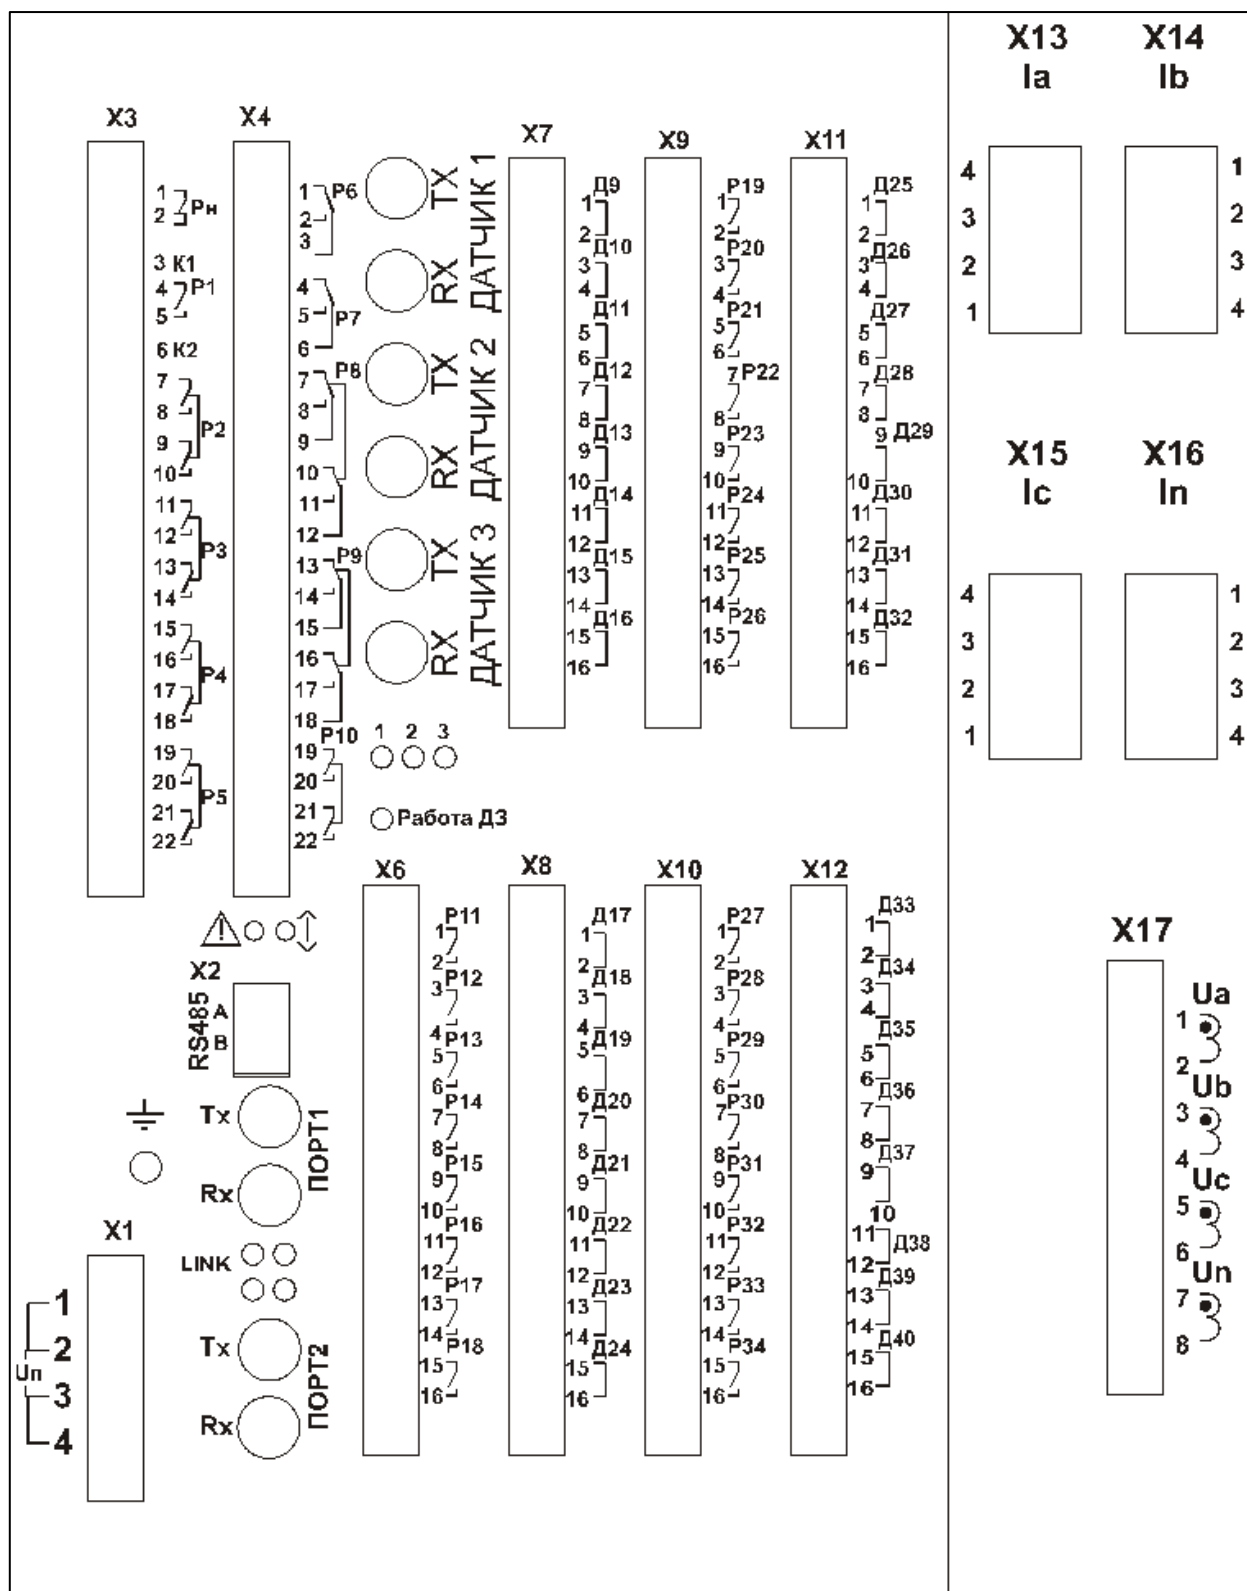 X13
Ia
4
3
2
1
X14
Ib
1
2
3
4
X3
1
2
Рн
3 К1
4
Р1
5
6 К2
7
8
Р2
9
10
11
12
Р3
13
14
15
16
Р4
17
18
19
20
Р5
21
22
X4
1
Р6
2
3
4
5
Р7
6
7
Р8
8
9
10
11
12
13
Р9
14
15
16
17
18
Р10
19
20
21
22
TX
RX
ДАТЧИК 1
TX
RX
ДАТЧИК 2
TX
RX
ДАТЧИК 3
1 2 3
Работа ДЗ
X7
Д9
1
2
Д10
3
4
Д11
5
6
Д12
7
8
Д13
9
10
Д14
11
12
Д15
13
14
Д16
15
16
X9
Р19
1
2
Р20
3
4
Р21
5
6
7 Р22
8
Р23
9
10
Р24
11
12
Р25
13
14
Р26
15
16
X11
Д25
1
2
Д26
3
4
Д27
5
6
Д28
7
8
9 Д29
10
Д30
11
12
Д31
13
14
Д32
15
16
X15
Ic
4
3
2
1
X16
In
1
2
3
4
X2
RS485
A
B
Tx
Rx
ПОРТ1
LINK
Tx
Rx
ПОРТ2
X1
1
2
Uп
3
4
X6
Р11
1
2
Р12
3
4
Р13
5
6
Р14
7
8
Р15
9
10
Р16
11
12
Р17
13
14
Р18
15
16
X8
Д17
1
2
Д18
3
4
Д19
5
6
Д20
7
8
Д21
9
10
Д22
11
12
Д23
13
14
Д24
15
16
X10
Р27
1
2
Р28
3
4
Р29
5
6
Р30
7
8
Р31
9
10
Р32
11
12
Р33
13
14
Р34
15
16
X12
Д33
1
2
Д34
3
4
Д35
5
6
Д36
7
8
Д37
9
10
11
Д38
12
Д39
13
14
Д40
15
16
X17
Ua
1
2
Ub
3
4
Uc
5
6
Un
7
8